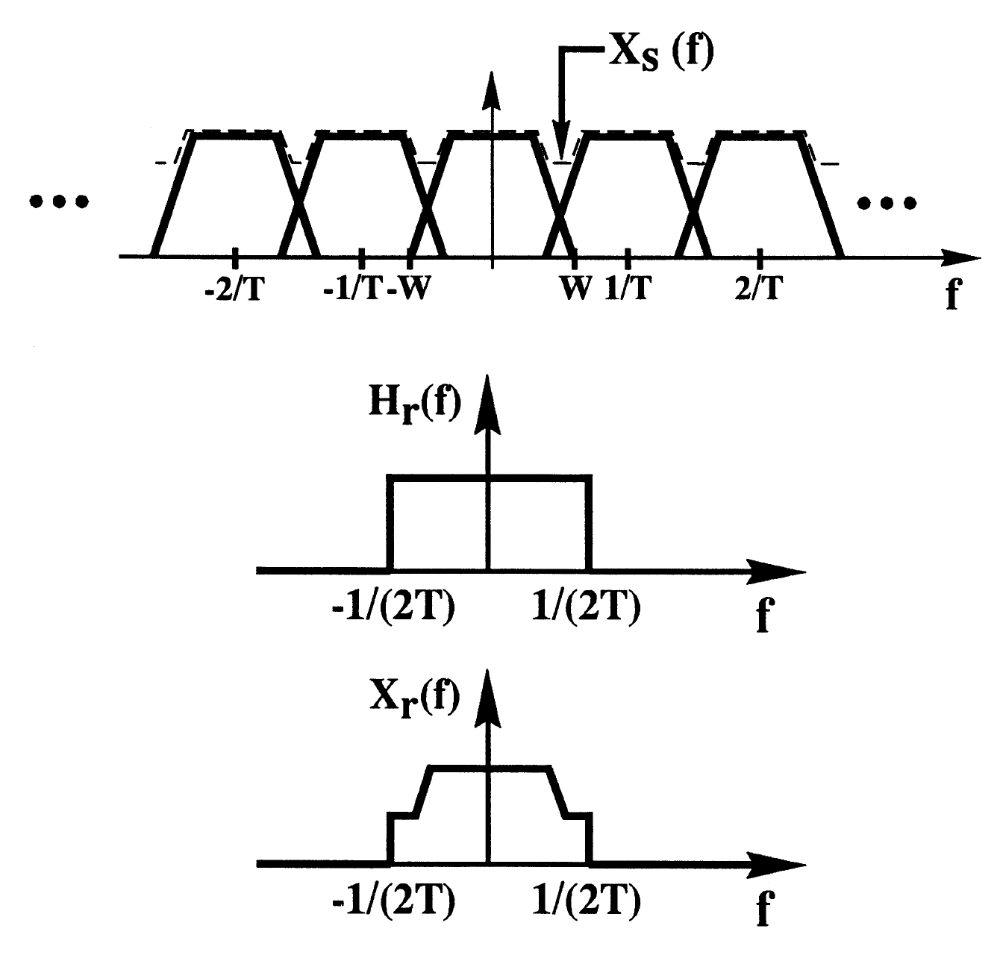 Xs (f)
-2/T -1/T -W W 1/T 2/T
f
Hr(f)
-1/(2T) 1/(2T)
f
Xr(f)
-1/(2T) 1/(2T)
f